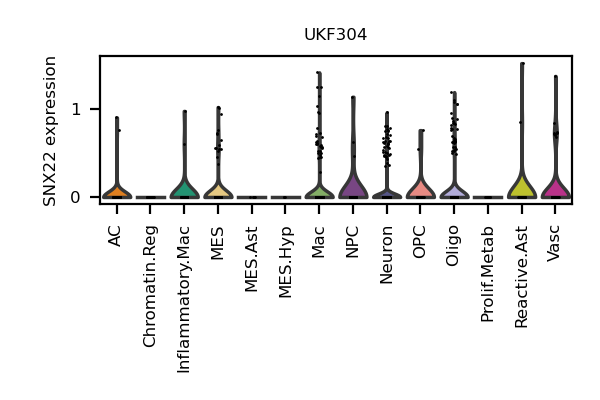 UKF304
SNX22 expression
1
0
AC
Chromatin.Reg
Inflammatory.Mac
MES
MES.Ast
MES.Hyp
Mac
NPC
Neuron
OPC
Oligo
Prolif.Metab
Reactive.Ast
Vasc